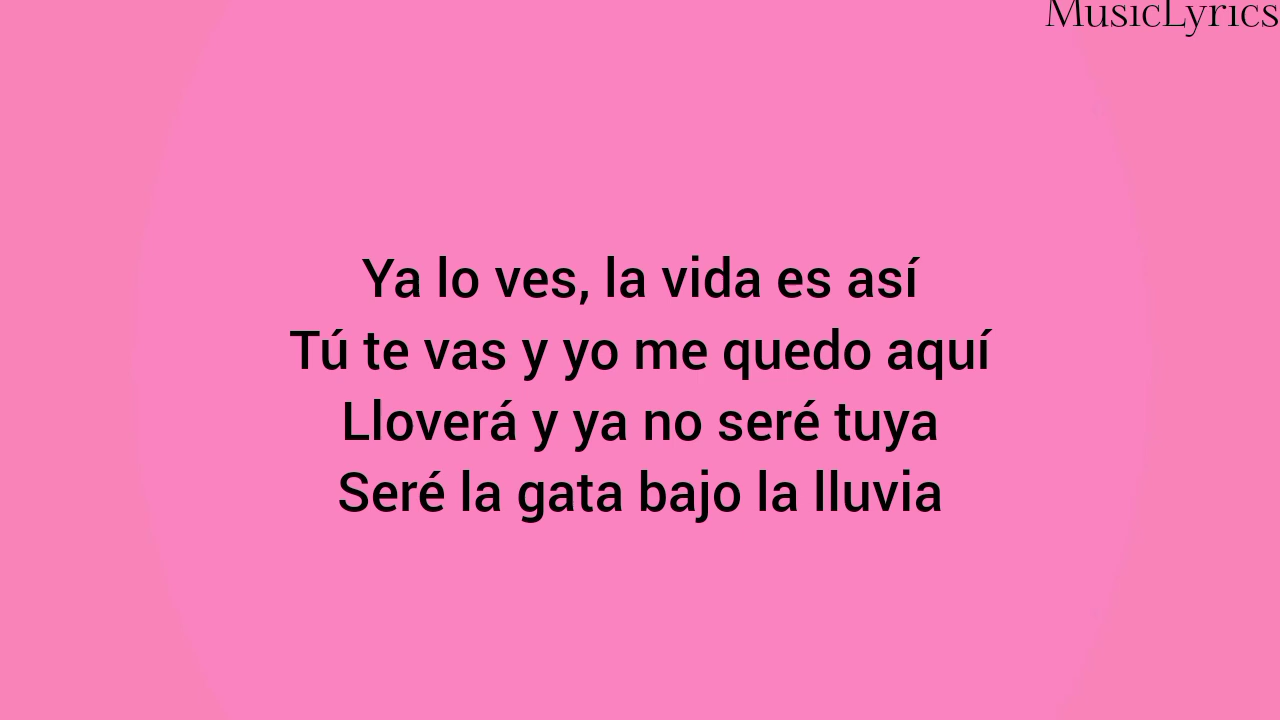 MusicLyrics
Ya lo ves, la vida es así
Tú te vas y yo me quedo aquí
Lloverá y ya no seré tuya
Seré la gata bajo la lluvia